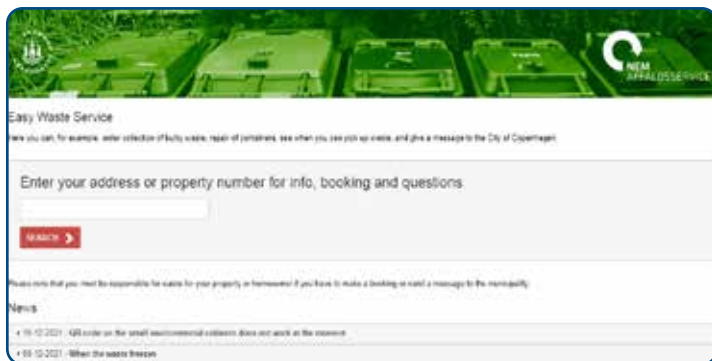 NEM
AFFALDSSERVICE
Easy Waste Service
Here you can, for example, order collection of bulky waste, repair of containers, see when you can pick up waste, and give a message to the City of Copenhagen
Enter your address or property number for info, booking and questions
SEARCH
Please note that you must be responsible for waste for your property or homeowner if you have to make a booking or send a message to the municipality.
News
2021 - QR code on the small environmental cabinets does not work at the moment
2021 - When the waste freezes